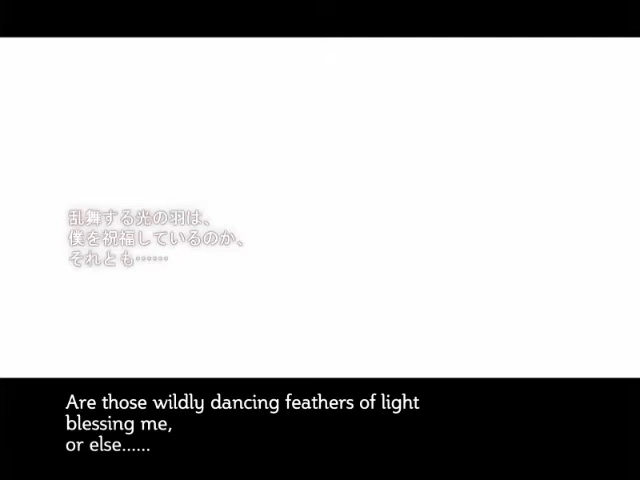 乱舞する光の羽は、
僕を祝福しているのか、
それとも……
Are those wildly dancing feathers of light
blessing me,
or else......